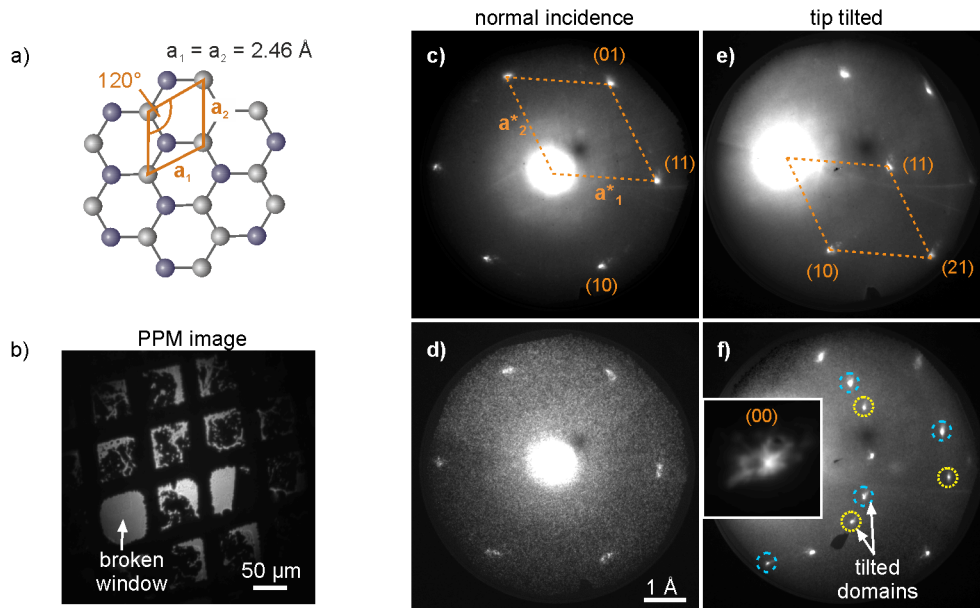 normal incidence
tip tilted
a)
a₁ = a₂ = 2.46 Å
120°
a₂
a₁
b)
PPM image
broken
window
50 µm
c)
(01)
a*₂
(11)
a*₁
(10)
d)
1 Å
e)
(11)
(10)
(21)
f)
(00)
tilted
domains